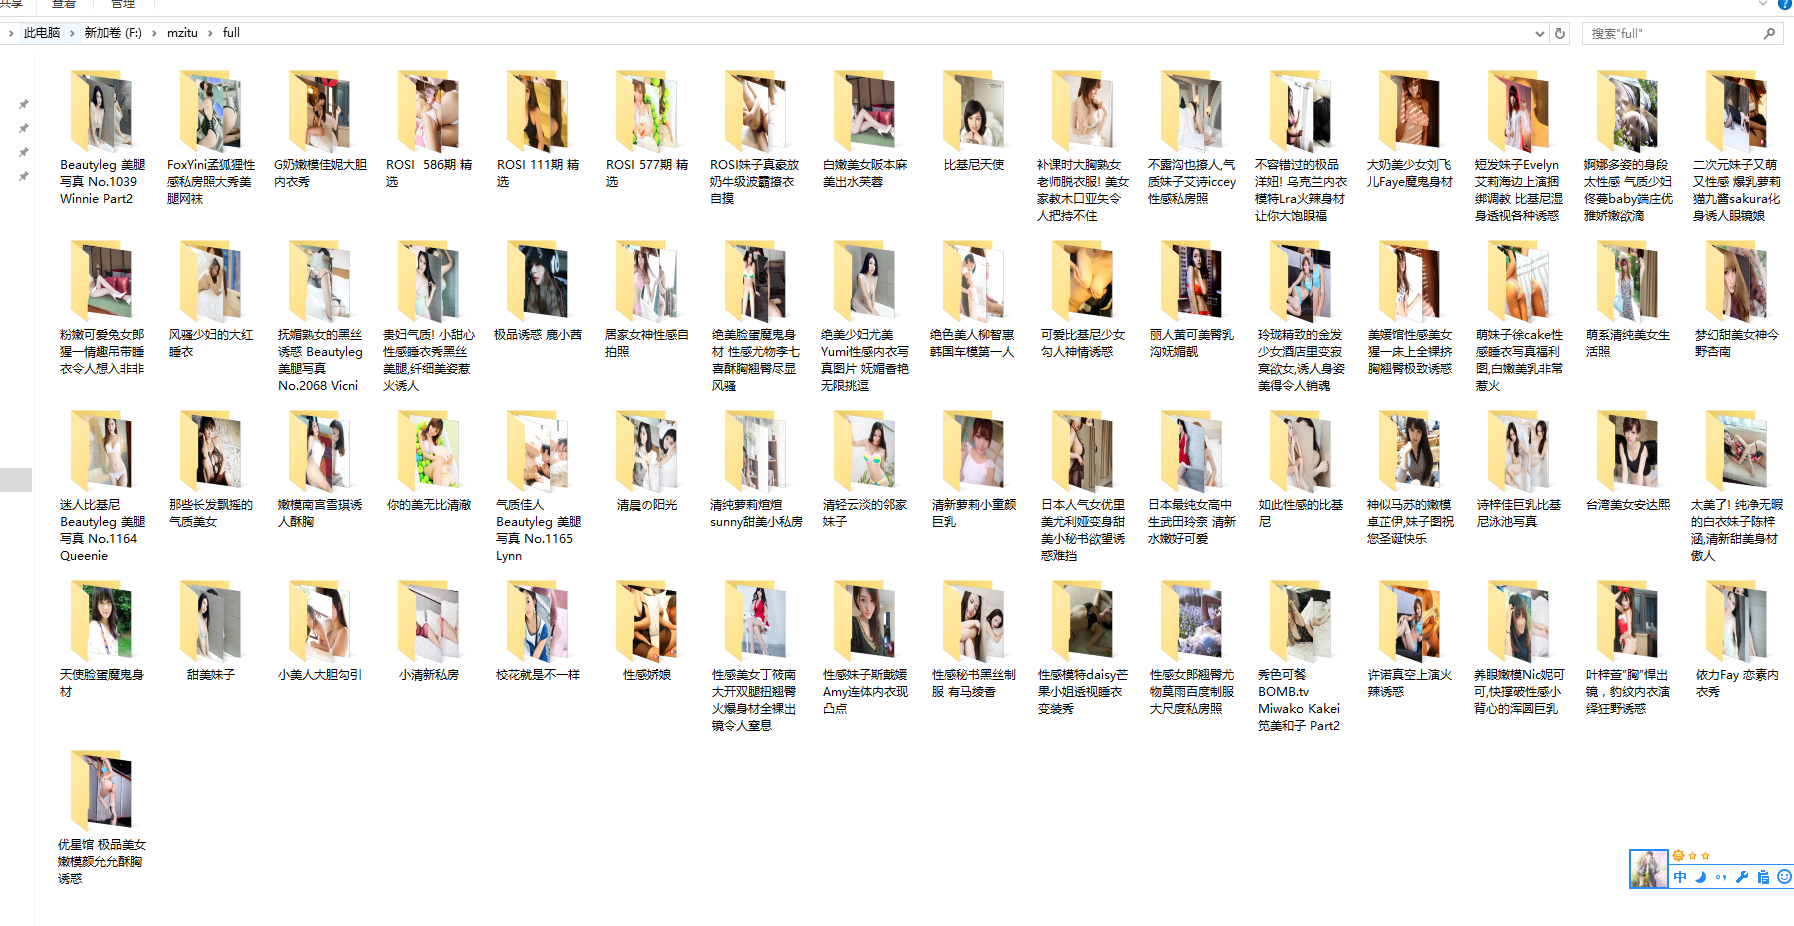 共享 查看 管理
此电脑 › 新加卷 (F:) › mzitu › full
搜索"full"
Beautyleg 美腿
写真 No.1039
Winnie Part2
FoxYini孟狐狸性
感私房照大秀美
腿网袜
G奶嫩模佳妮大胆
内衣秀
ROSI 586期 精
选
ROSI 111期 精
选
ROSI 577期 精
选
ROSI妹子真豪放
奶牛级波霸撩衣
自摸
白嫩美女阪本麻
美出水芙蓉
比基尼天使
补课时大胸熟女
老师脱衣服! 美女
家教木口亚矢令
人把持不住
不露沟也撩人,气
质妹子艾诗iccey
性感私房照
不容错过的极品
洋妞! 乌克兰内衣
模特Lra火辣身材
让你大饱眼福
大奶美少女刘飞
儿Faye魔鬼身材
短发妹子Evelyn
艾莉海边上演捆
绑调教 比基尼湿
身透视各种诱惑
婀娜多姿的身段
太性感 气质少妇
佟葵baby端庄优
雅娇嫩欲滴
二次元妹子又萌
又性感 爆乳萝莉
猫九酱sakura化
身诱人眼镜娘
粉嫩可爱兔女郎
猩一情趣吊带睡
衣令人想入非非
风骚少妇的大红
睡衣
抚媚熟女的黑丝
诱惑 Beautyleg
美腿写真
No.2068 Vicni
贵妇气质! 小甜心
性感睡衣秀黑丝
美腿,纤细美姿惹
火诱人
极品诱惑 鹿小茜
居家女神性感自
拍照
绝美脸蛋魔鬼身
材 性感尤物李七
喜酥胸翘臀尽显
风骚
绝美少妇尤美
Yumi性感内衣写
真图片 妩媚香艳
无限挑逗
绝色美人柳智惠
韩国车模第一人
可爱比基尼少女
勾人神情诱惑
丽人黄可美臀乳
沟妩媚靓
玲珑精致的金发
少女酒店里变寂
寞欲女,诱人身姿
美得令人销魂
美媛馆性感美女
猩一床上全裸挤
胸翘臀极致诱惑
萌妹子徐cake性
感睡衣写真福利
图,白嫩美乳非常
惹火
萌系清纯美女生
活照
梦幻甜美女神今
野杏南
迷人比基尼
Beautyleg 美腿
写真 No.1164
Queenie
那些长发飘摇的
气质美女
嫩模南宫雪琪诱
人酥胸
你的美无比清澈
气质佳人
Beautyleg 美腿
写真 No.1165
Lynn
清晨の阳光
清纯萝莉煊煊
sunny甜美小私房
清轻云淡的邻家
妹子
清新萝莉小童颜
巨乳
日本人气女优里
美尤利娅变身甜
美小秘书欲望诱
惑难挡
日本最纯女高中
生武田玲奈 清新
水嫩好可爱
如此性感的比基
尼
神似马苏的嫩模
卓芷伊,妹子图祝
您圣诞快乐
诗梓佳巨乳比基
尼泳池写真
台湾美女安达熙
太美了! 纯净无暇
的白衣妹子陈梓
涵,清新甜美身材
傲人
天使脸蛋魔鬼身
材
甜美妹子
小美人大胆勾引
小清新私房
校花就是不一样
性感娇娘
性感美女丁筱南
大开双腿扭翘臀
火爆身材全裸出
镜令人窒息
性感妹子斯戴媛
Amy连体内衣现
凸点
性感秘书黑丝制
服 有马绫香
性感模特daisy芒
果小姐透视睡衣
变装秀
性感女郎翘臀尤
物莫雨百度制服
大尺度私房照
秀色可餐
BOMB.tv
Miwako Kakei
笕美和子 Part2
许诺真空上演火
辣诱惑
养眼嫩模Nic妮可
可,快撑破性感小
背心的浑圆巨乳
叶梓萱"胸"悍出
镜，豹纹内衣演
绎狂野诱惑
依力Fay 恋素内
衣秀
优星馆 极品美女
嫩模颜允允酥胸
诱惑
中